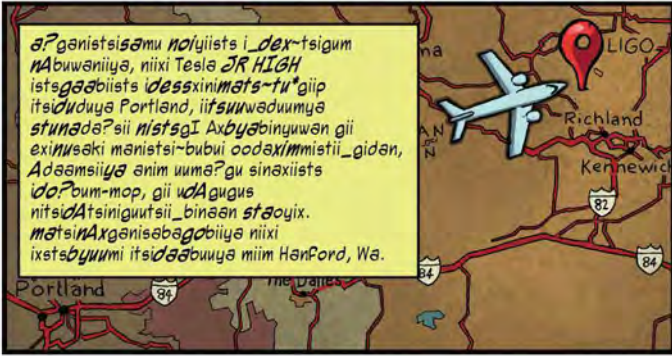 a?ganistsisamu noiyiists i_dex~tsigum
nAbuwaniiya, niixi Tesla JR HIGH
istsgaabiists idessxinimats~tu*giip
itsiduduya Portland, iitsuuwaduumya
stunada?sii nistsgI Axbyabinyuwan gii
exinusaki manistsi~bubui oodaximmistii_gidan,
Adaamsiiya anim uuma?gu sinaxiists
ido?bum-mop, gii udAgugus
nitsidAtsiniguutsii_binaan staoyix.
matsinAxganisabagobiiya niixi
ixstsbyuumi itsidaabuuya miim Hanford, Wa.
LIGO
Richland
Kennewick
82
84
84
The Dalles
Portland
84